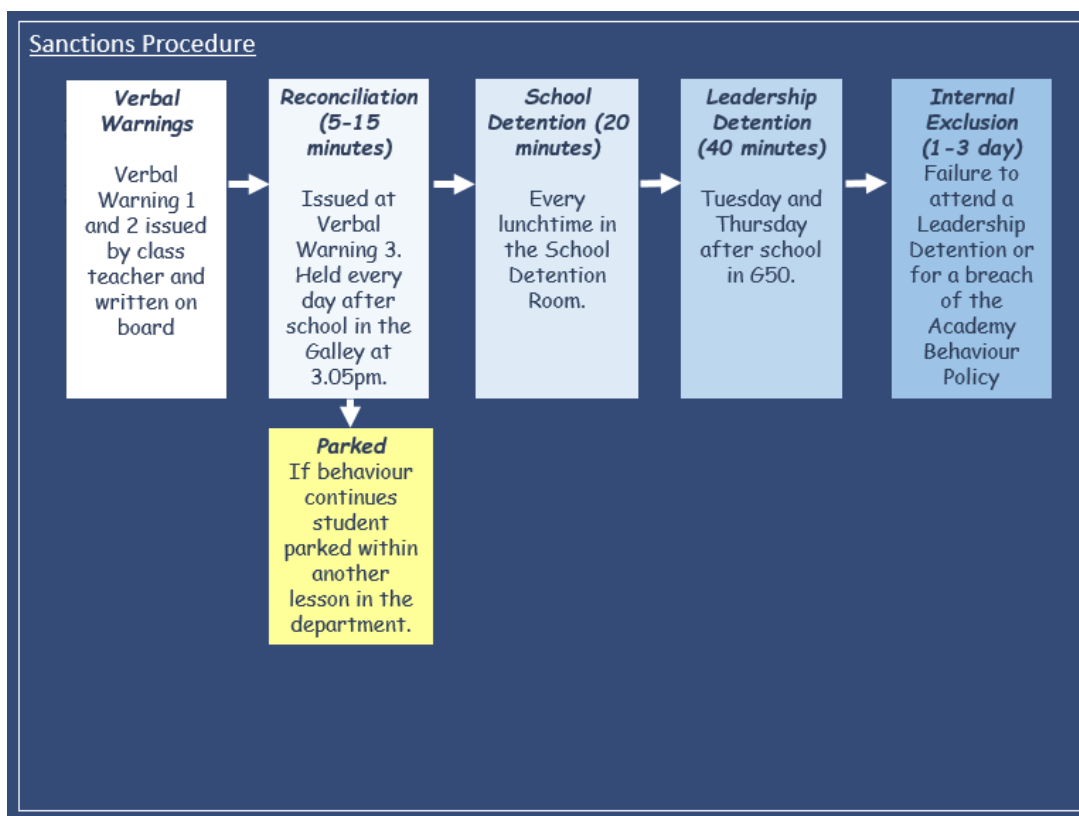 Sanctions Procedure
Verbal
Warnings
Verbal
Warning 1
and 2 issued
by class
teacher and
written on
board
Reconciliation
(5-15
minutes)
Issued at
Verbal
Warning 3.
Held every
day after
school in the
Galley at
3.05pm.
School
Detention (20
minutes)
Every
lunchtime in
the School
Detention
Room.
Leadership
Detention
(40 minutes)
Tuesday and
Thursday
after school
in G50.
Internal
Exclusion
(1-3 day)
Failure to
attend a
Leadership
Detention or
for a breach
of the
Academy
Behaviour
Policy
Parked
If behaviour
continues
student
parked within
another
lesson in the
department.